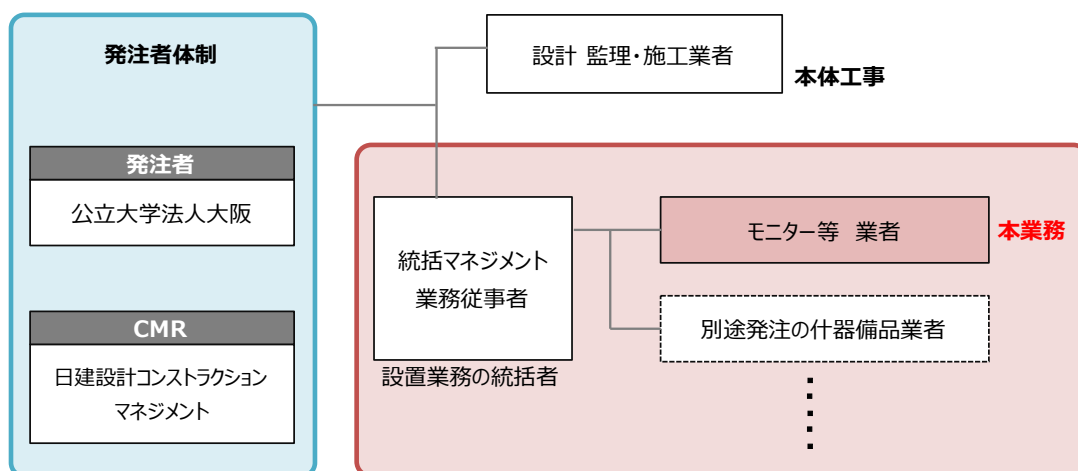 発注者体制
発注者
公立大学法人大阪
CMR
日建設計コンストラクション
マネジメント
設計 監理・施工業者
本体工事
統括マネジメント
業務従事者
設置業務の統括者
モニター等　業者
本業務
別途発注の什器備品業者